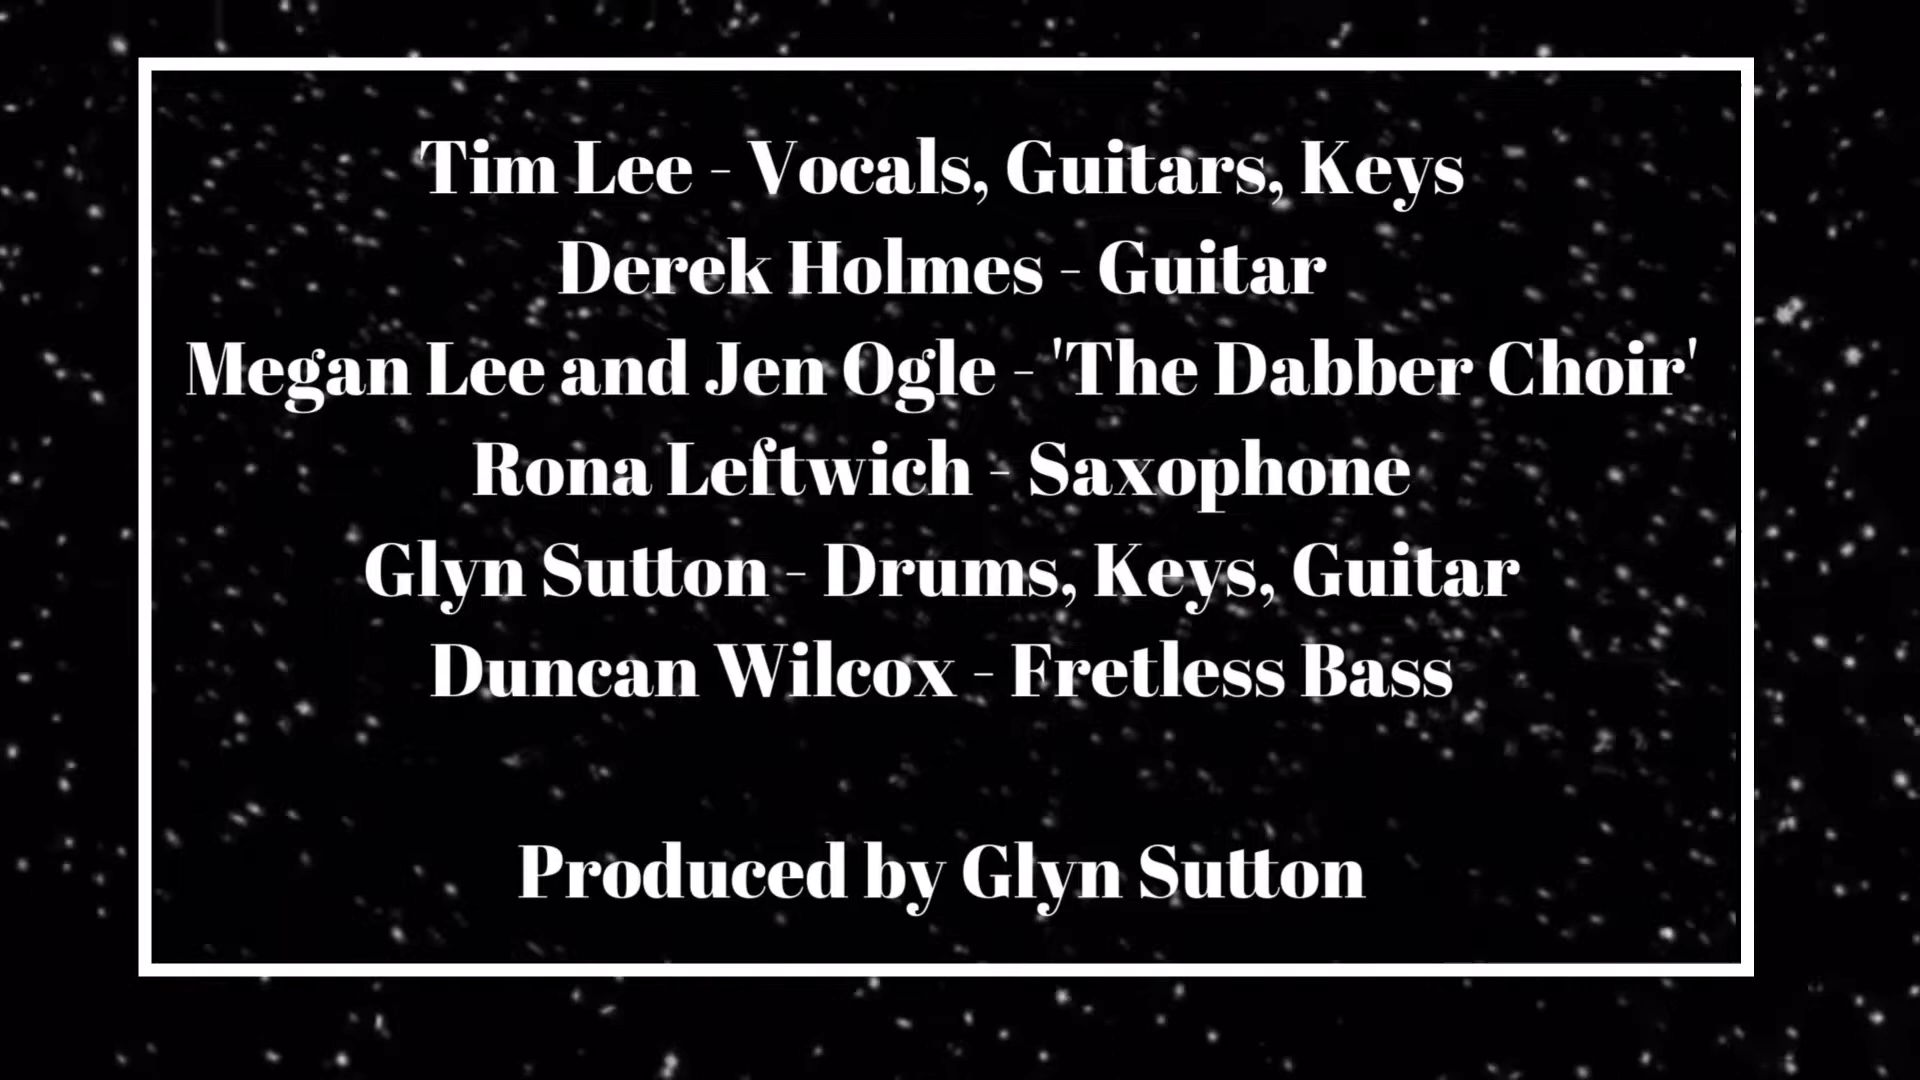 Tim Lee - Vocals, Guitars, Keys
Derek Holmes - Guitar
Megan Lee and Jen Ogle - 'The Dabber Choir'
Rona Leftwich - Saxophone
Glyn Sutton - Drums, Keys, Guitar
Duncan Wilcox - Fretless Bass
Produced by Glyn Sutton